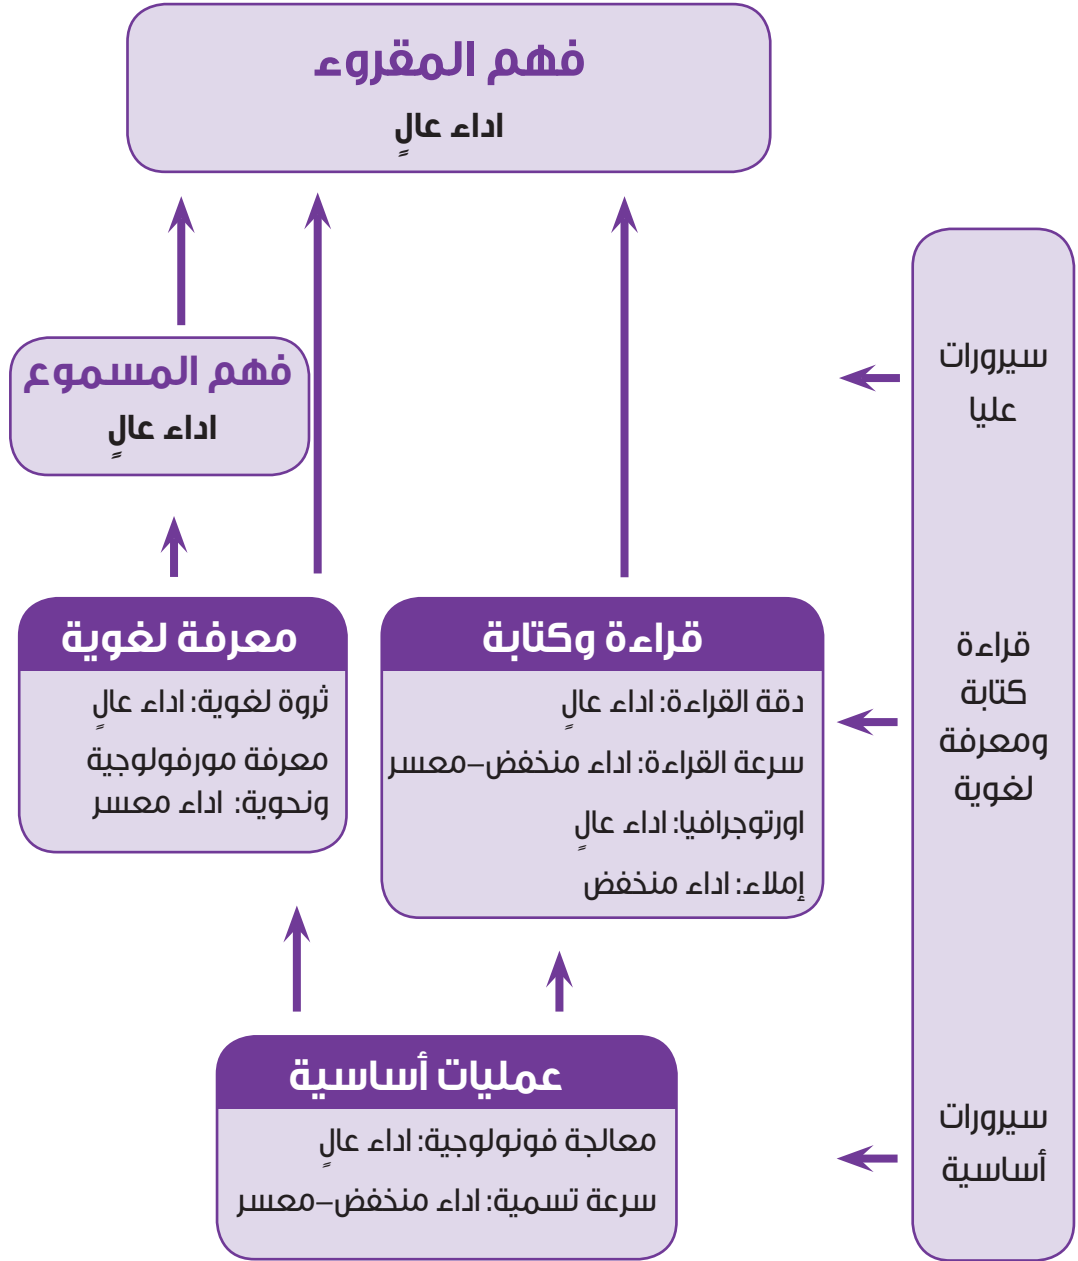 فهم المقروء
اداء عالٍ
فهم المسموع
اداء عالٍ
سيرورات
عليا
قراءة وكتابة
دقة القراءة: اداء عالٍ
سرعة القراءة: اداء منخفض-معسر
اورتوجرافيا: اداء عالٍ
إملاء: اداء منخفض
معرفة لغوية
ثروة لغوية: اداء عالٍ
معرفة مورفولوجية
ونحوية: اداء معسر
قراءة
كتابة
ومعرفة
لغوية
عمليات أساسية
معالجة فونولوجية: اداء عالٍ
سرعة تسمية: اداء منخفض-معسر
سيرورات
أساسية